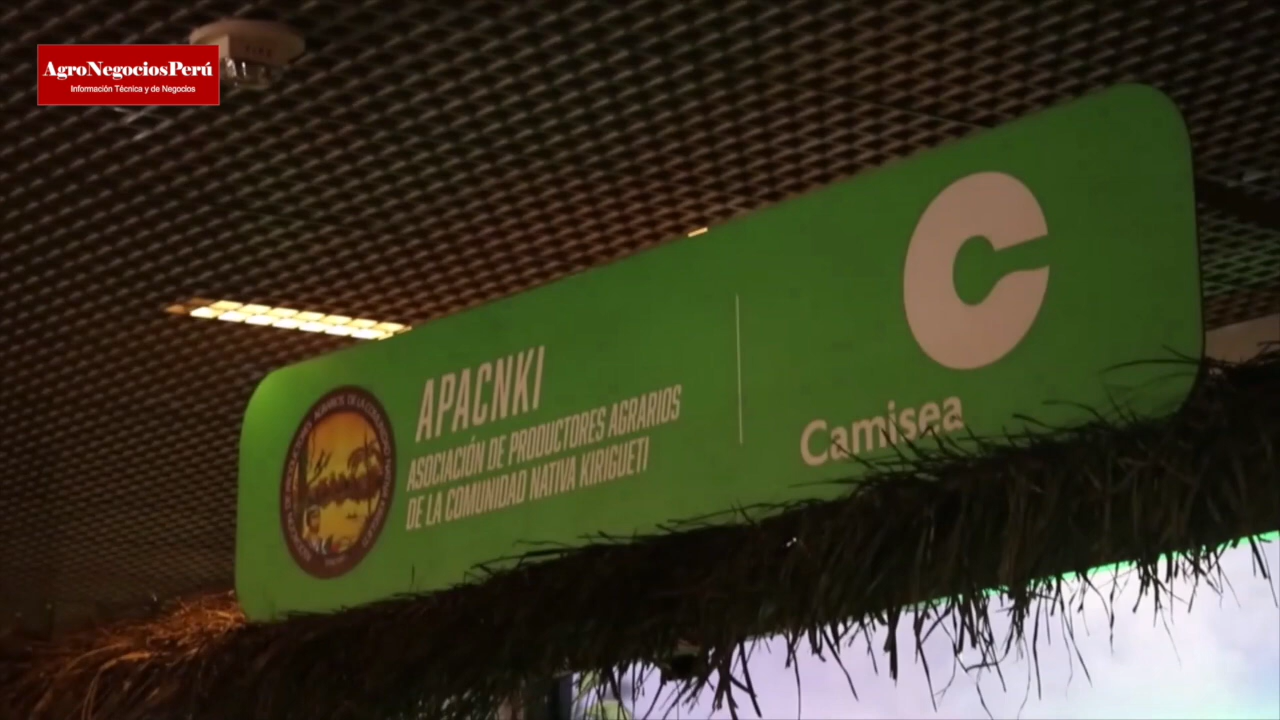 AgroNegociosPerú
Información Técnica y de Negocios
APACNKI
ASOCIACIÓN DE PRODUCTORES AGRARIOS
DE LA COMUNIDAD NATIVA KIRIGUETI
Camisea